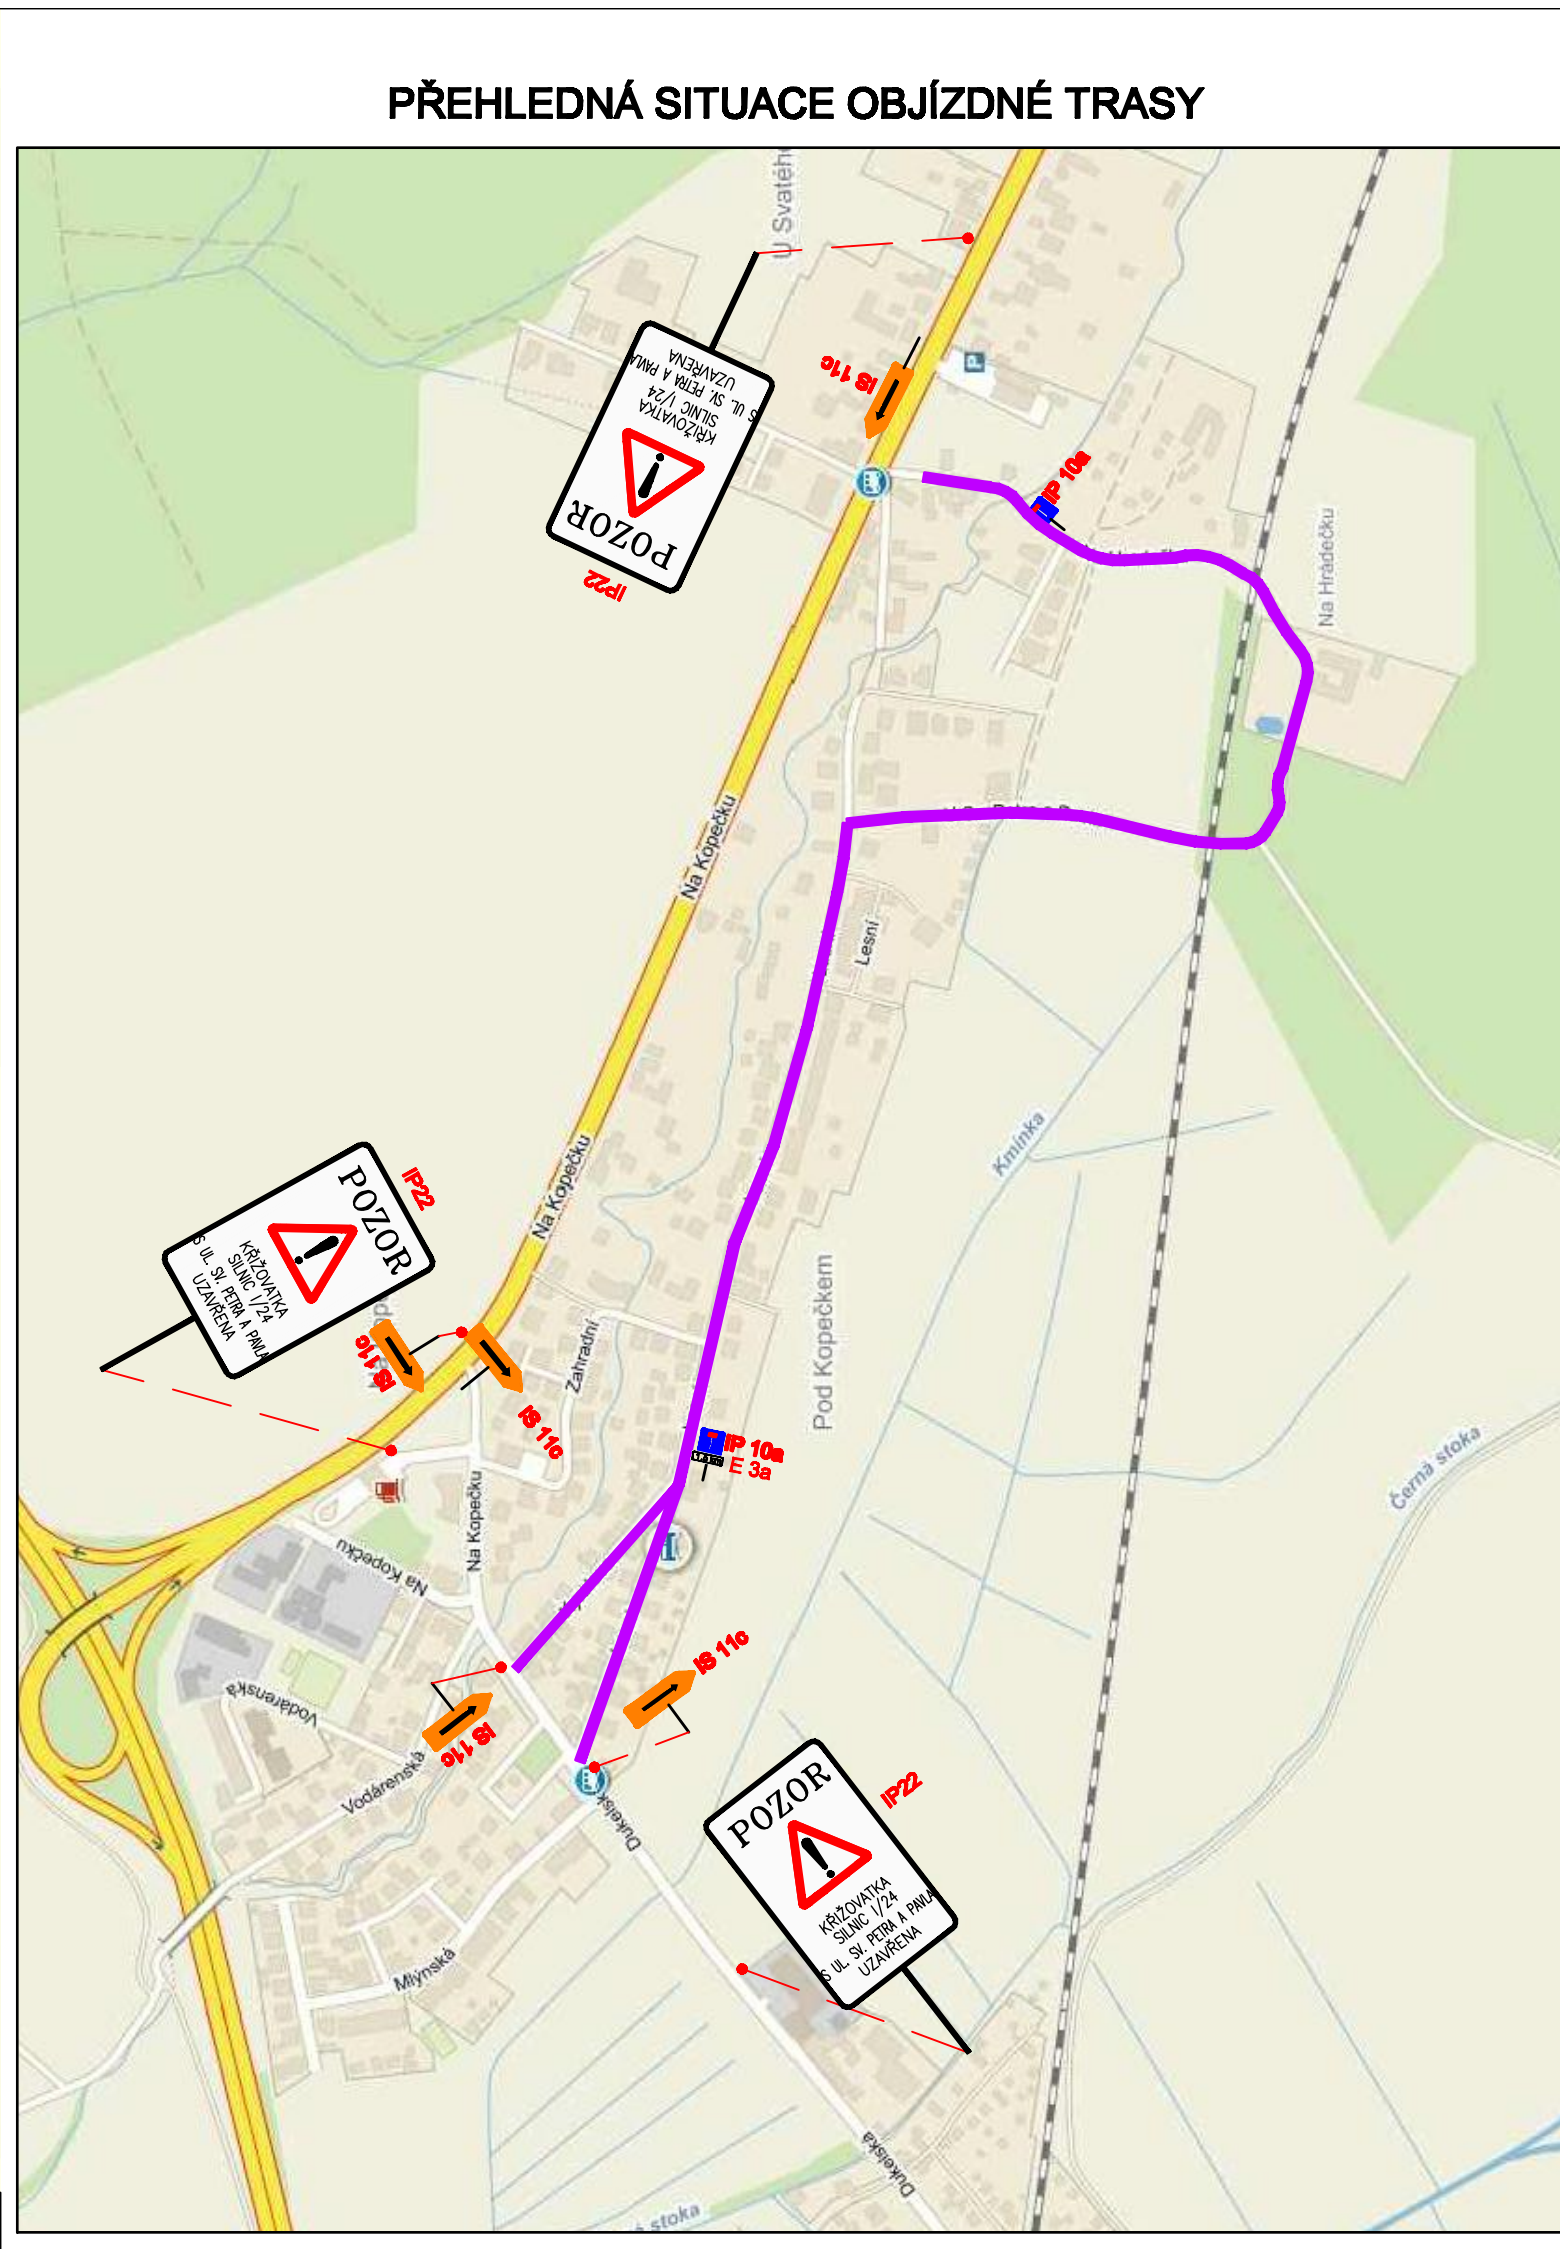 PŘEHLEDNÁ SITUACE OBJÍZDNÉ TRASY
U Svatéh
IS 11c
P
POZOR
KŘIŽOVATKA
SILNIC I/24
S UL. SV. PETRA A PAVLA
UZAVŘENA
IP22
IP 10a
Na Hrádečku
Na Kopečku
Lesní
Kmínka
Na Kopečku
POZOR
KŘIŽOVATKA
SILNIC I/24
S UL. SV. PETRA A PAVLA
UZAVŘENA
IP22
IS 11c
IS 11c
Zahradní
Pod Kopečkem
IP 10a
E 3a
Černá stoka
Na Kopečku
Na Kopečku
IS 11c
Vodárenská
IS 11c
Vodárenská
Dukelsk
POZOR
KŘIŽOVATKA
SILNIC I/24
S UL. SV. PETRA A PAVLA
UZAVŘENA
IP22
Mlýnská
Dukelská
stoka